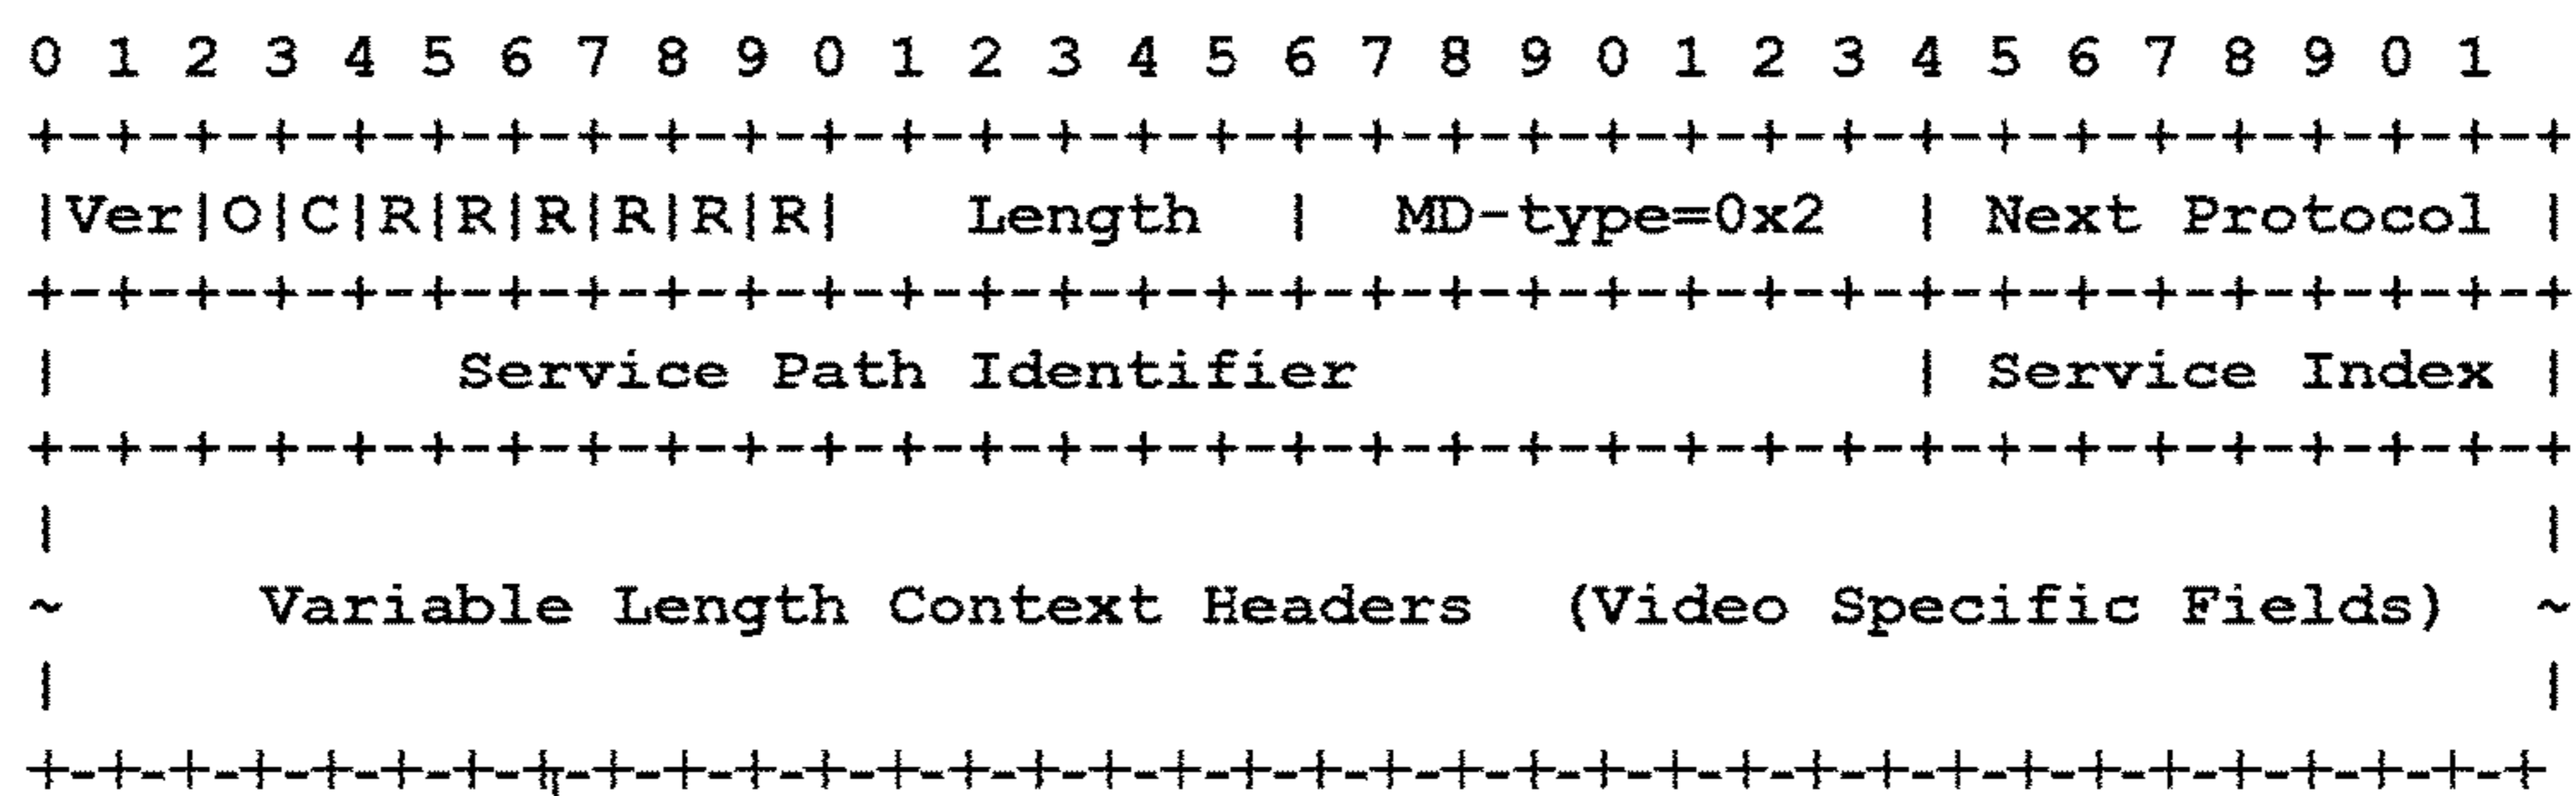 0 1 2 3 4 5 6 7 8 9 0 1 2 3 4 5 6 7 8 9 0 1 2 3 4 5 6 7 8 9 0 1
+-+-+-+-+-+-+-+-+-+-+-+-+-+-+-+-+-+-+-+-+-+-+-+-+-+-+-+-+-+-+-+-+
|Ver|O|C|R|R|R|R|R|R|   Length  |  MD-type=0x2  | Next Protocol |
+-+-+-+-+-+-+-+-+-+-+-+-+-+-+-+-+-+-+-+-+-+-+-+-+-+-+-+-+-+-+-+-+
|          Service Path Identifier              | Service Index |
+-+-+-+-+-+-+-+-+-+-+-+-+-+-+-+-+-+-+-+-+-+-+-+-+-+-+-+-+-+-+-+-+
|                                                               |
~     Variable Length Context Headers  (Video Specific Fields)  ~
|                                                               |
+-+-+-+-+-+-+-+-+-+-+-+-+-+-+-+-+-+-+-+-+-+-+-+-+-+-+-+-+-+-+-+-+-+-+-+